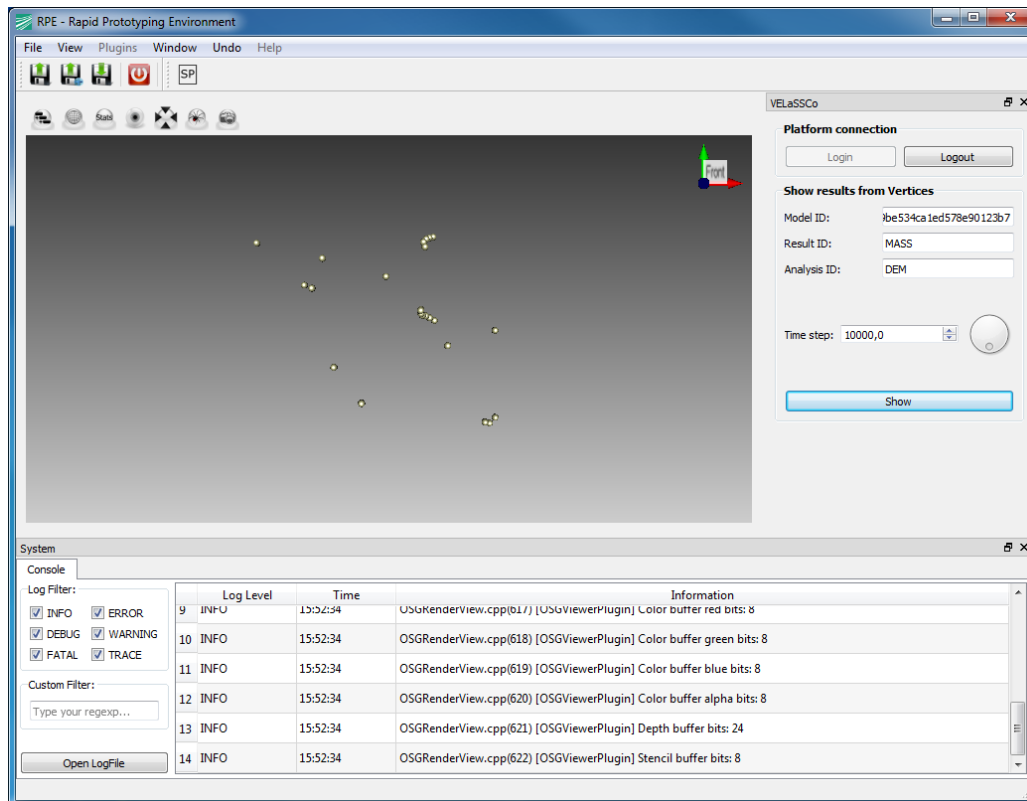 RPE - Rapid Prototyping Environment
File View Plugins Window Undo Help
SP
Stats
Front
VELaSSCo
Platform connection
Login Logout
Show results from Vertices
Model ID: 9be534ca1ed578e90123b7
Result ID: MASS
Analysis ID: DEM
Time step: 10000,0
Show
System
Console
Log Filter:
INFO ERROR
DEBUG WARNING
FATAL TRACE
Custom Filter:
Type your regexp...
Open LogFile
Log Level Time Information
9 INFO 15:52:34 OSGRenderView.cpp(617) [OSGViewerPlugin] Color buffer red bits: 8
10 INFO 15:52:34 OSGRenderView.cpp(618) [OSGViewerPlugin] Color buffer green bits: 8
11 INFO 15:52:34 OSGRenderView.cpp(619) [OSGViewerPlugin] Color buffer blue bits: 8
12 INFO 15:52:34 OSGRenderView.cpp(620) [OSGViewerPlugin] Color buffer alpha bits: 8
13 INFO 15:52:34 OSGRenderView.cpp(621) [OSGViewerPlugin] Depth buffer bits: 24
14 INFO 15:52:34 OSGRenderView.cpp(622) [OSGViewerPlugin] Stencil buffer bits: 8